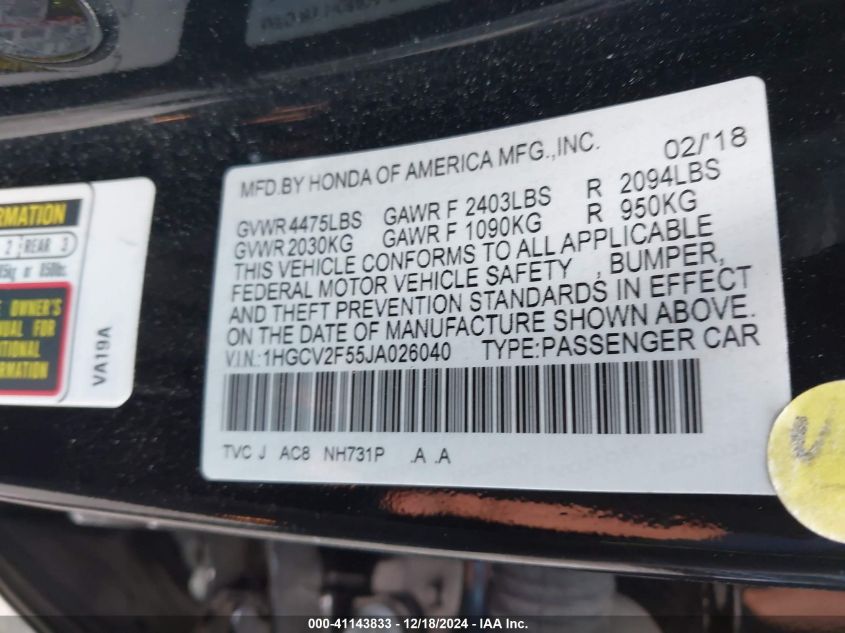 MFD.BY HONDA OF AMERICA MFG.,INC. 02/'18
GVWR 4475LBS GAWR F 2403LBS R 2094LBS
GVWR 2030KG GAWR F 1090KG R 950KG
THIS VEHICLE CONFORMS TO ALL APPLICABLE
FEDERAL MOTOR VEHICLE SAFETY , BUMPER,
AND THEFT PREVENTION STANDARDS IN EFFECT
ON THE DATE OF MANUFACTURE SHOWN ABOVE.
V.I.N.:1HGCV2F55JA026040 TYPE:PASSENGER CAR
TVC J AC8 NH731P .A .A
RMATION
2 REAR 3
850lbs.
OWNER'S
FOR
VA19A
000-41143833 - 12/18/2024 - IAA Inc.